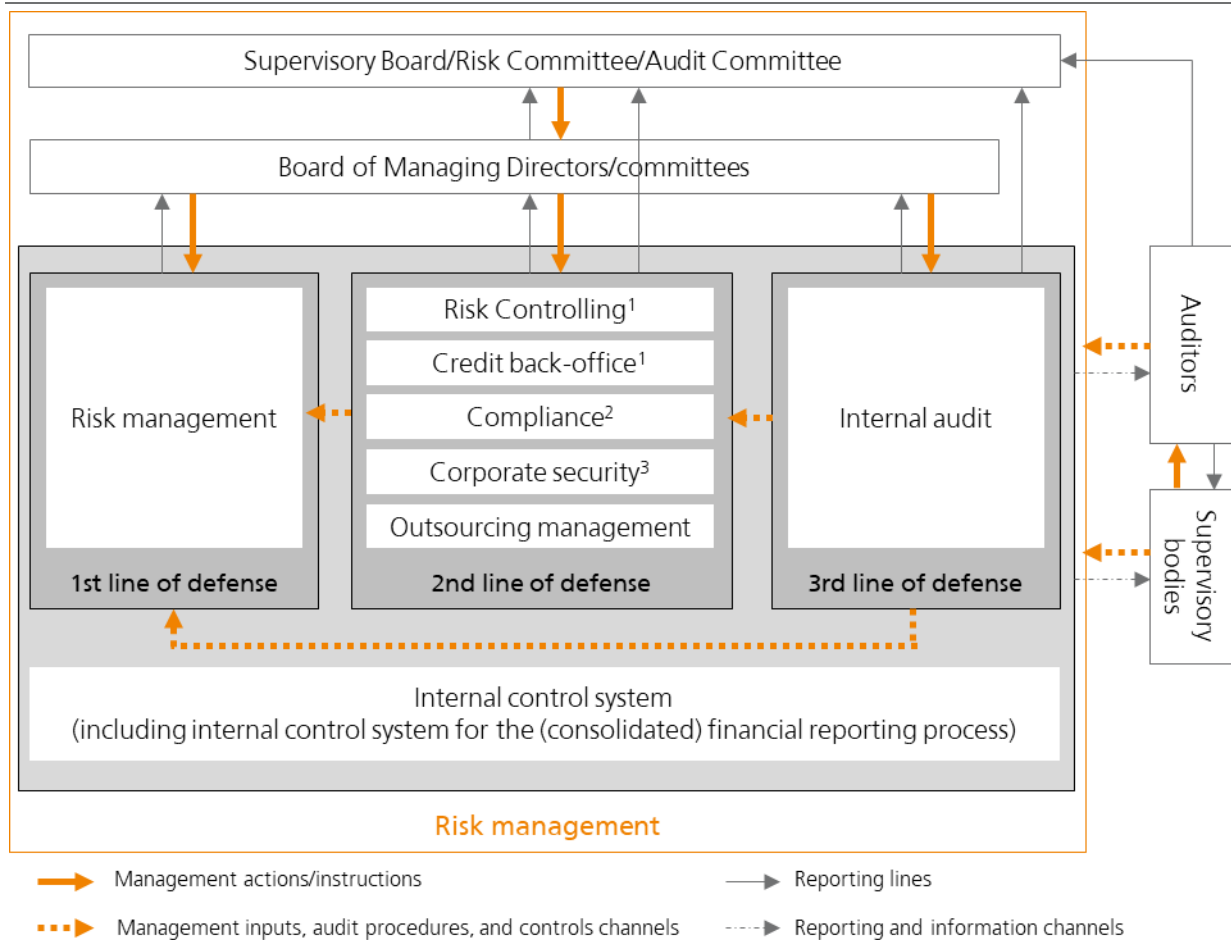 Supervisory Board/Risk Committee/Audit Committee
Board of Managing Directors/committees
Risk management
1st line of defense
Risk Controlling¹
Credit back-office¹
Compliance²
Corporate security³
Outsourcing management
2nd line of defense
Internal audit
3rd line of defense
Auditors
Supervisory
bodies
Internal control system
(including internal control system for the (consolidated) financial reporting process)
Risk management
Management actions/instructions
Reporting lines
Management inputs, audit procedures, and controls channels
Reporting and information channels